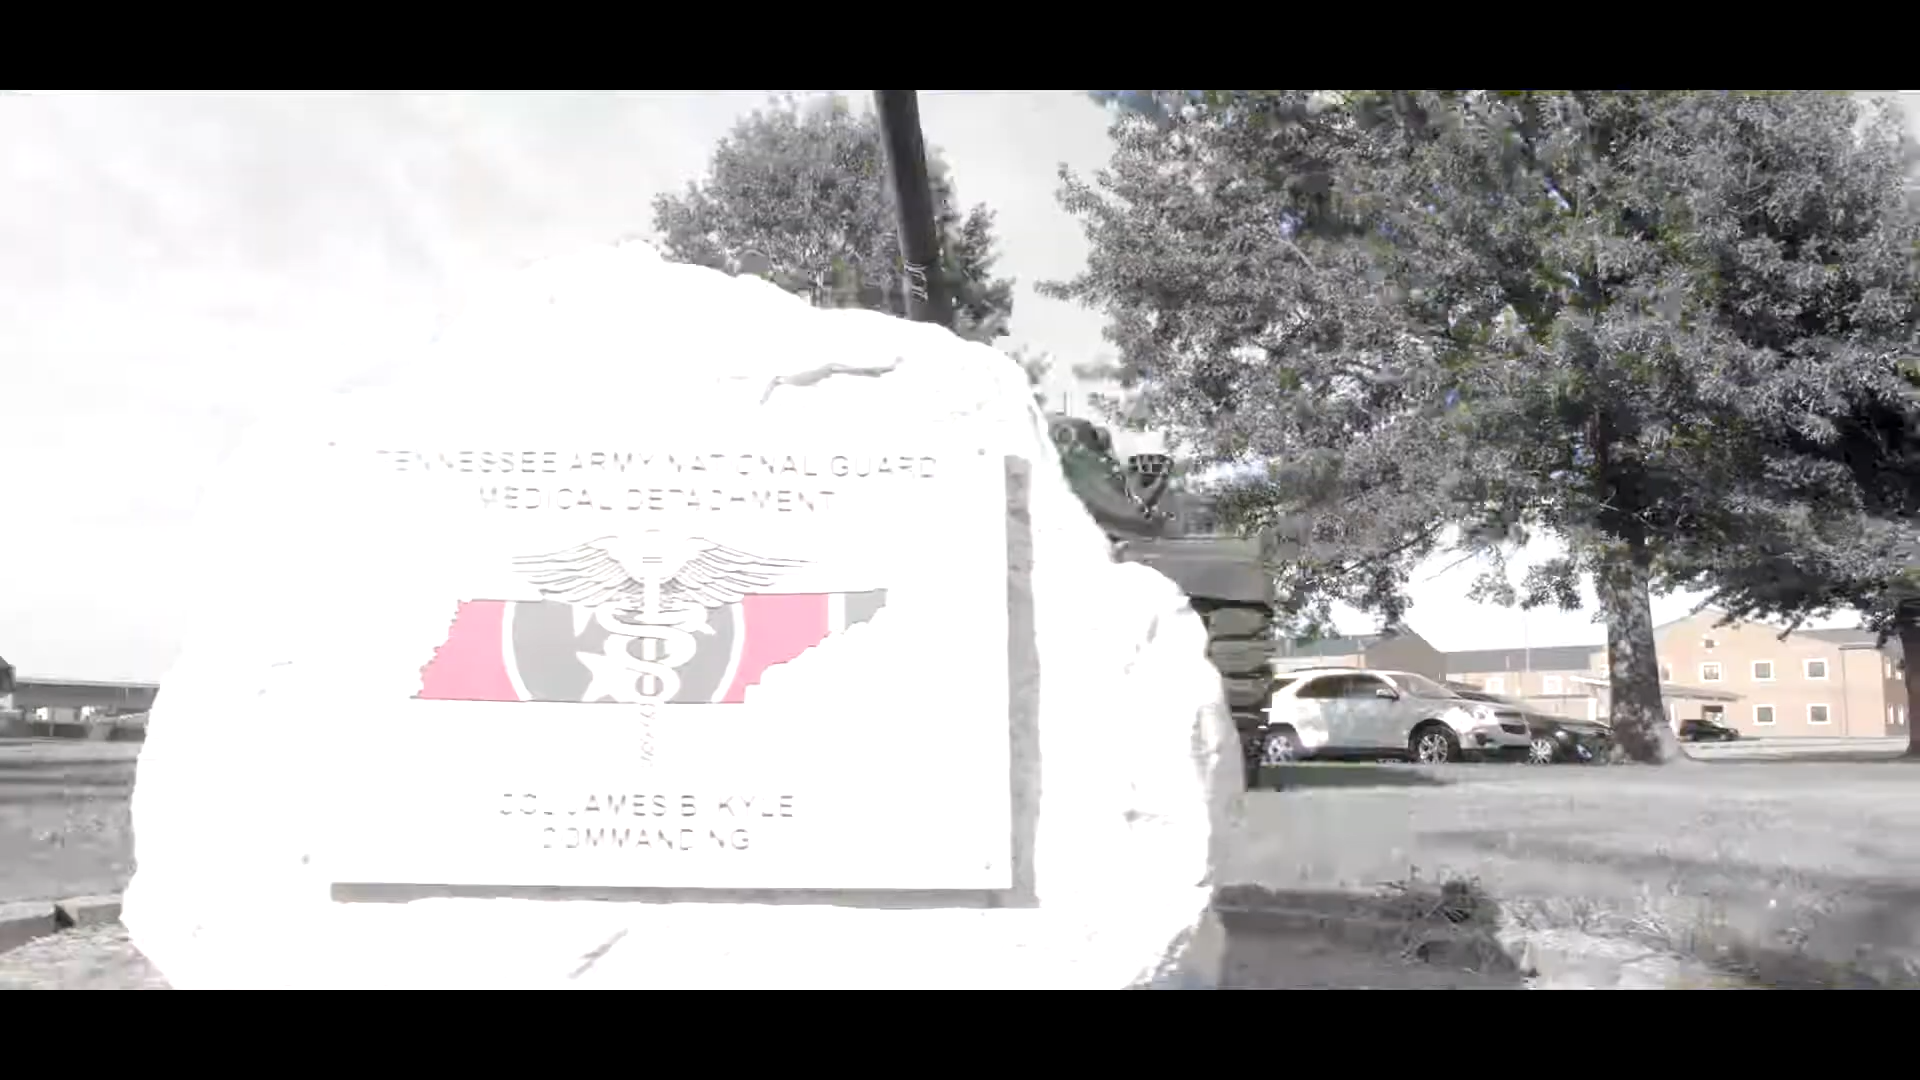 TENNESSEE ARMY NATIONAL GUARD
MEDICAL DETACHMENT
COL JAMES B. KYLE
COMMANDING